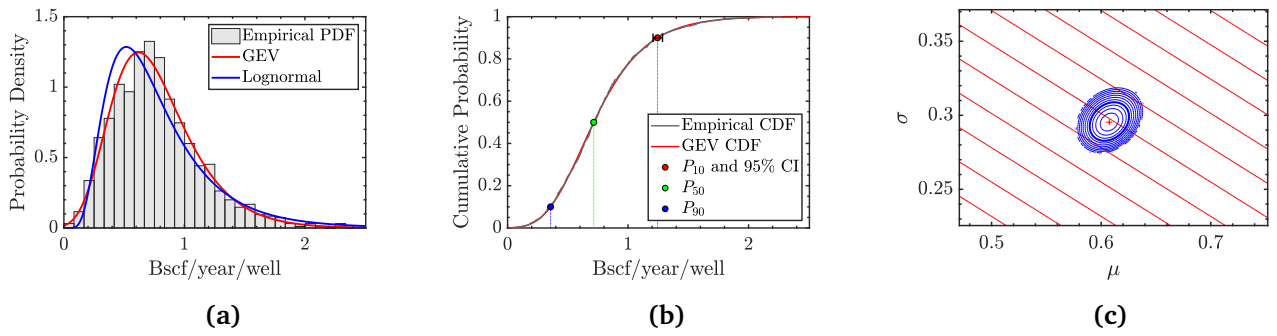 Probability Density
1.5
1
0.5
0
0
1
2
Bscf/year/well
Empirical PDF
GEV
Lognormal
(a)
Cumulative Probability
1
0.8
0.6
0.4
0.2
0
0
1
2
Bscf/year/well
Empirical CDF
GEV CDF
P10 and 95% CI
P50
P90
(b)
σ
0.35
0.3
0.25
0.5
0.6
0.7
μ
(c)